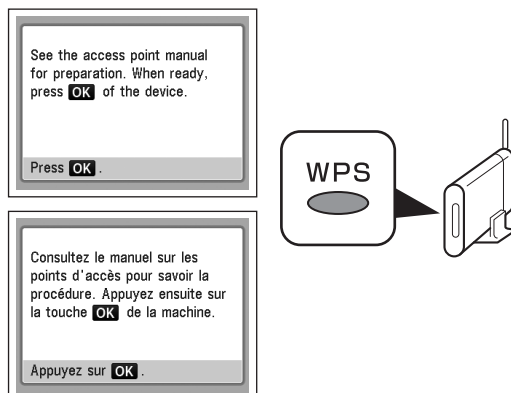 See the access point manual
for preparation. When ready,
press OK of the device.
Press OK .
Consultez le manuel sur les
points d'accès pour savoir la
procédure. Appuyez ensuite sur
la touche OK de la machine.
Appuyez sur OK .
WPS